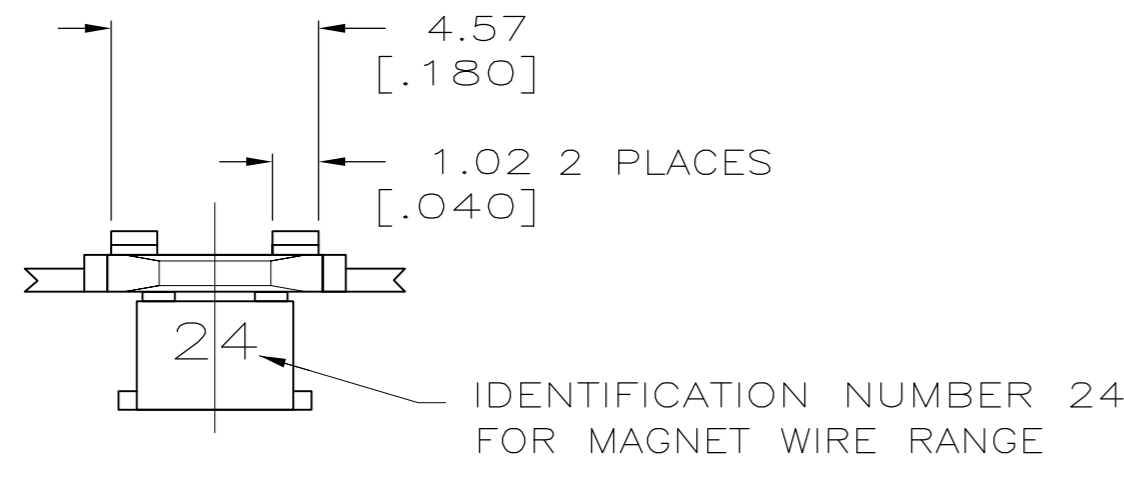 4.57
[.180]
1.02 2 PLACES
[.040]
24
IDENTIFICATION NUMBER 24
FOR MAGNET WIRE RANGE